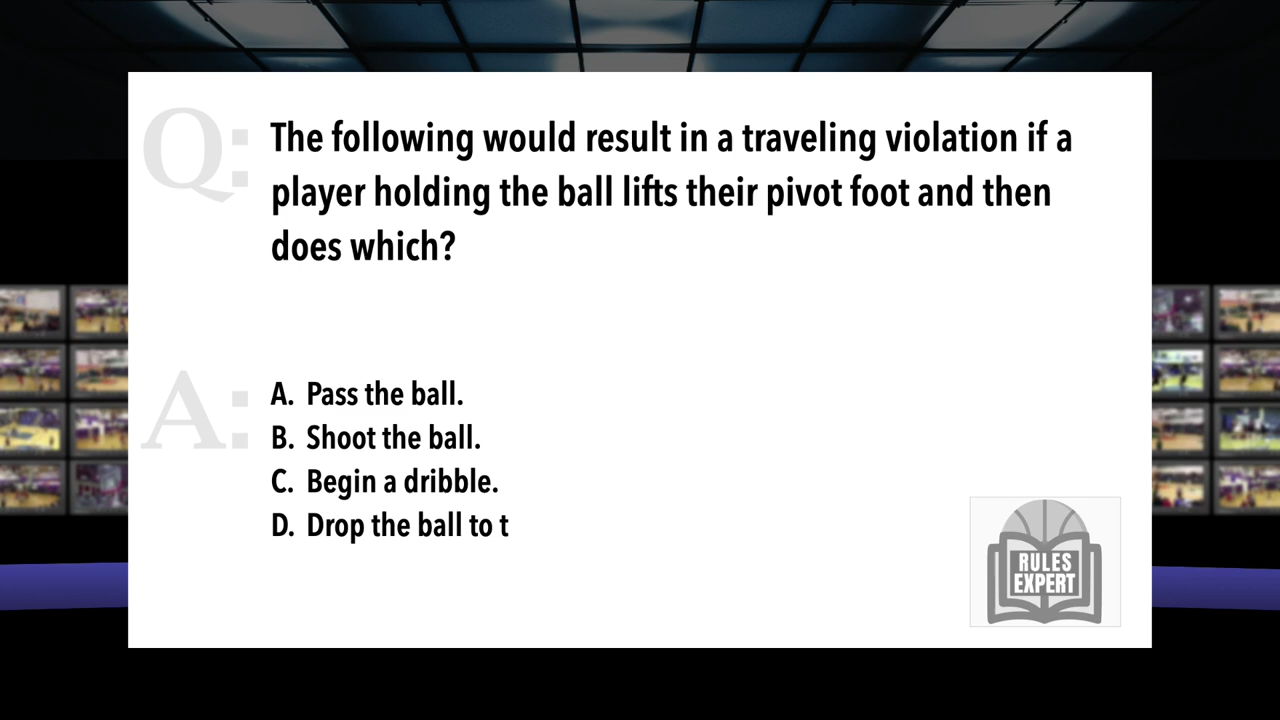 Q:
The following would result in a traveling violation if a
player holding the ball lifts their pivot foot and then
does which?
A:
A. Pass the ball.
B. Shoot the ball.
C. Begin a dribble.
D. Drop the ball to t
RULES
EXPERT